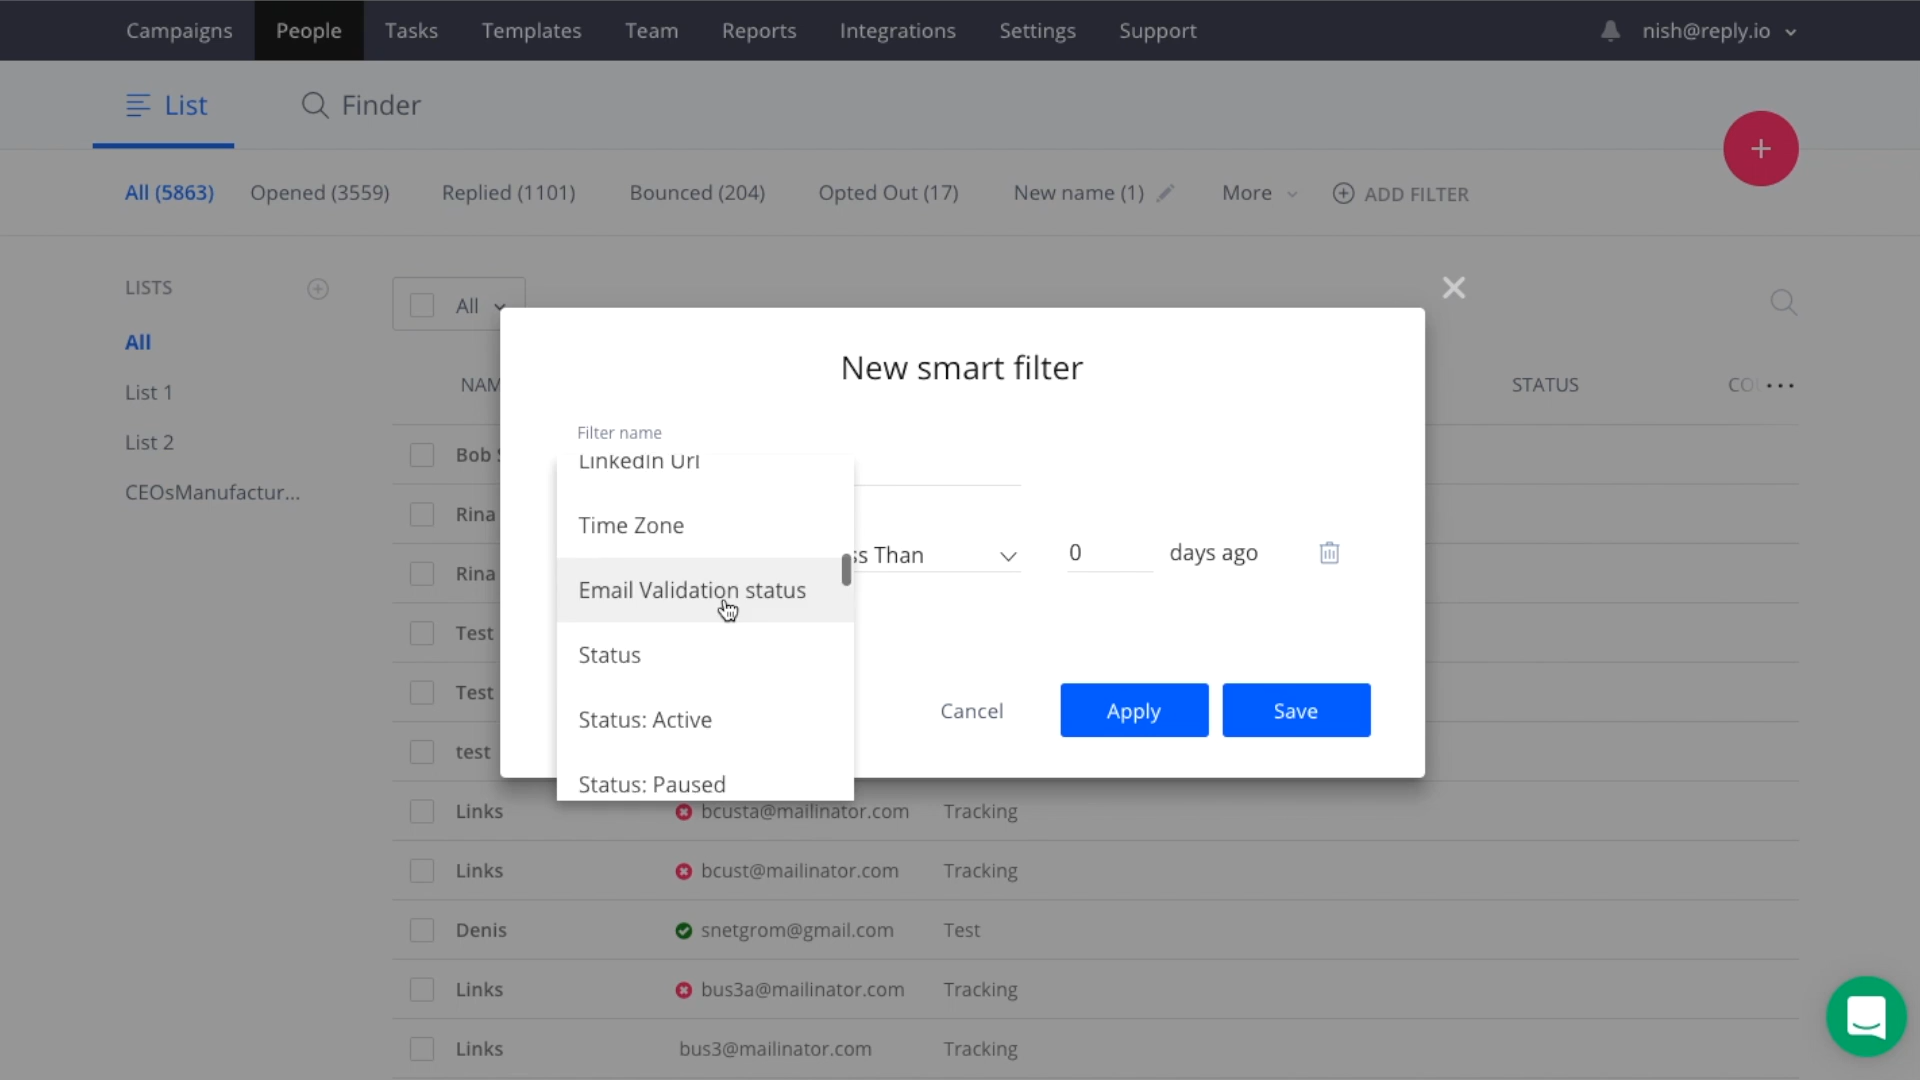 Campaigns People Tasks Templates Team Reports Integrations Settings Support nish@reply.io
List Finder
All (5863) Opened (3559) Replied (1101) Bounced (204) Opted Out (17) New name (1) More ADD FILTER
LISTS
All
List 1
List 2
CEOsManufactur...
All
NAM STATUS CO
New smart filter
Filter name
LinkedIn Url
Time Zone
Email Validation status
Status
Status: Active
Status: Paused
ss Than 0 days ago
Cancel Apply Save
Bob S
Rina
Rina
Test
Test
test
Links bcusta@mailinator.com Tracking
Links bcust@mailinator.com Tracking
Denis snetgrom@gmail.com Test
Links bus3a@mailinator.com Tracking
Links bus3@mailinator.com Tracking